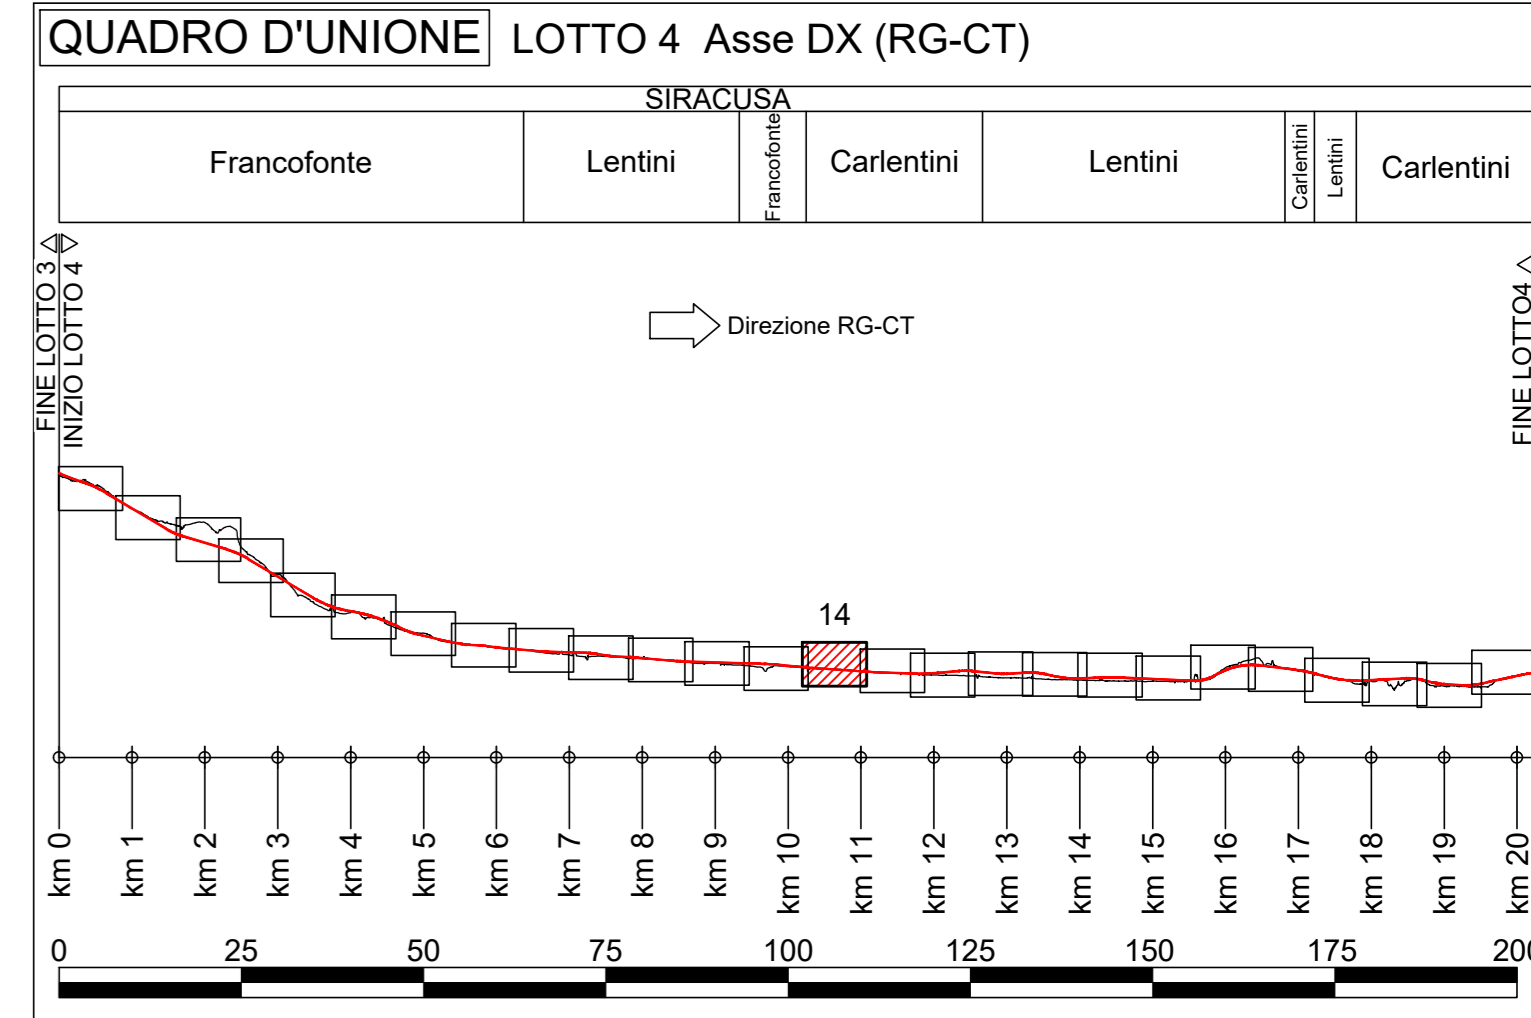 QUADRO D'UNIONE LOTTO 4 Asse DX (RG-CT)
SIRACUSA
Francofonte
Lentini
Francofonte
Carlentini
Lentini
Carlentini
Lentini
Carlentini
FINE LOTTO 3
INIZIO LOTTO 4
Direzione RG-CT
FINE LOTTO4
14
km 0
km 1
km 2
km 3
km 4
km 5
km 6
km 7
km 8
km 9
km 10
km 11
km 12
km 13
km 14
km 15
km 16
km 17
km 18
km 19
km 20
0 25 50 75 100 125 150 175 200